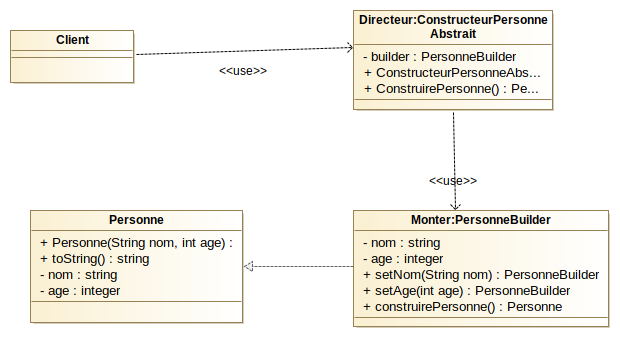 Client
<<use>>
Directeur:ConstructeurPersonne
Abstrait
- builder : PersonneBuilder
+ ConstructeurPersonneAbs...
+ ConstruirePersonne() : Pe...
<<use>>
Personne
+ Personne(String nom, int age) :
+ toString() : string
- nom : string
- age : integer
Monter:PersonneBuilder
- nom : string
- age : integer
+ setNom(String nom) : PersonneBuilder
+ setAge(int age) : PersonneBuilder
+ construirePersonne() : Personne